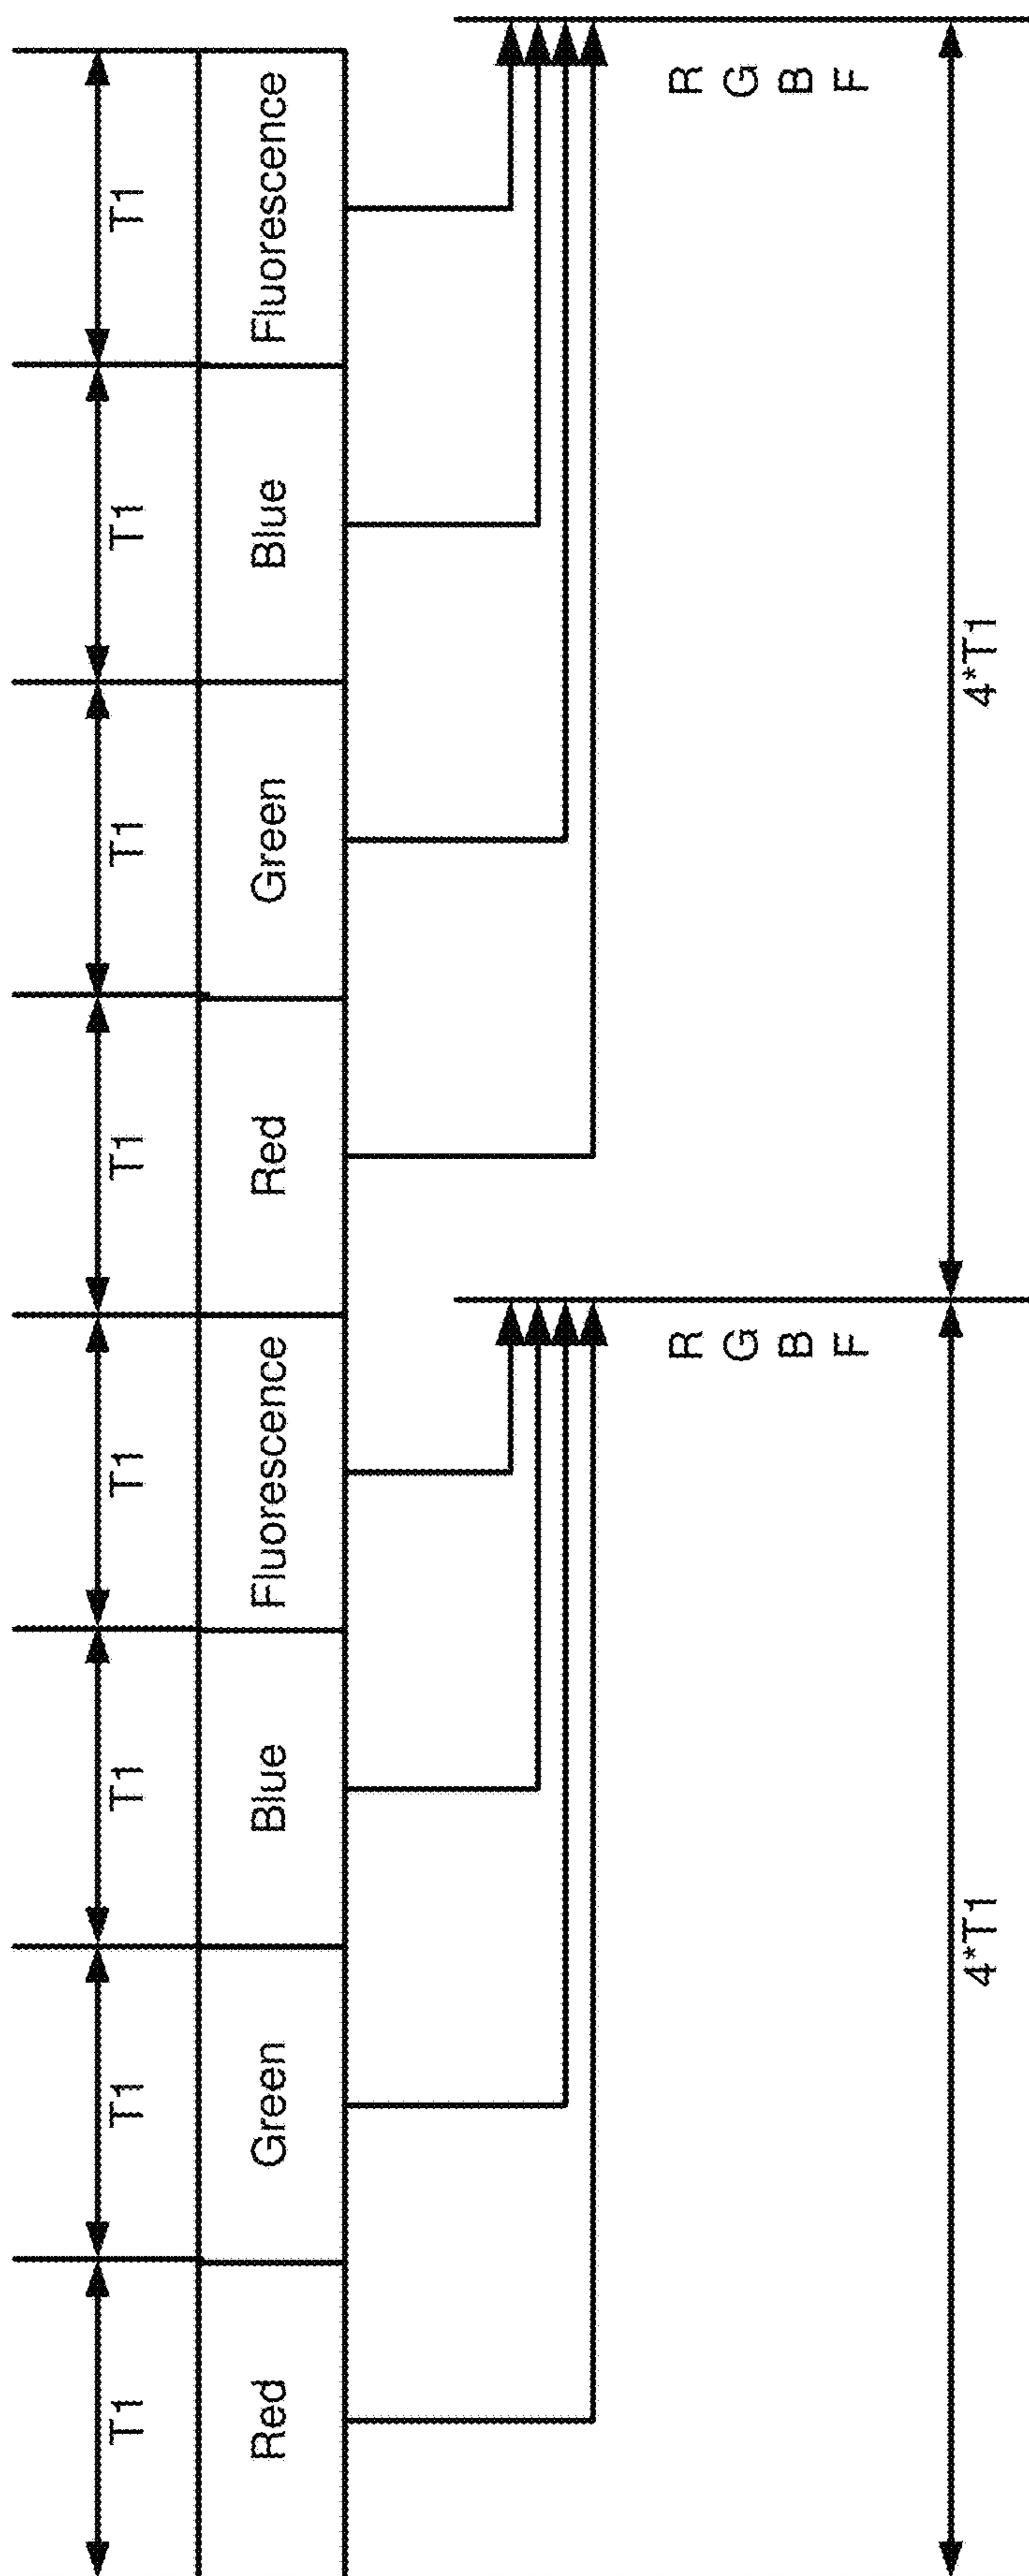 T1 T1 T1 T1 T1 T1 T1 T1
Red Green Blue Fluorescence Red Green Blue Fluorescence
R R
G G
B B
F F
4*T1 4*T1